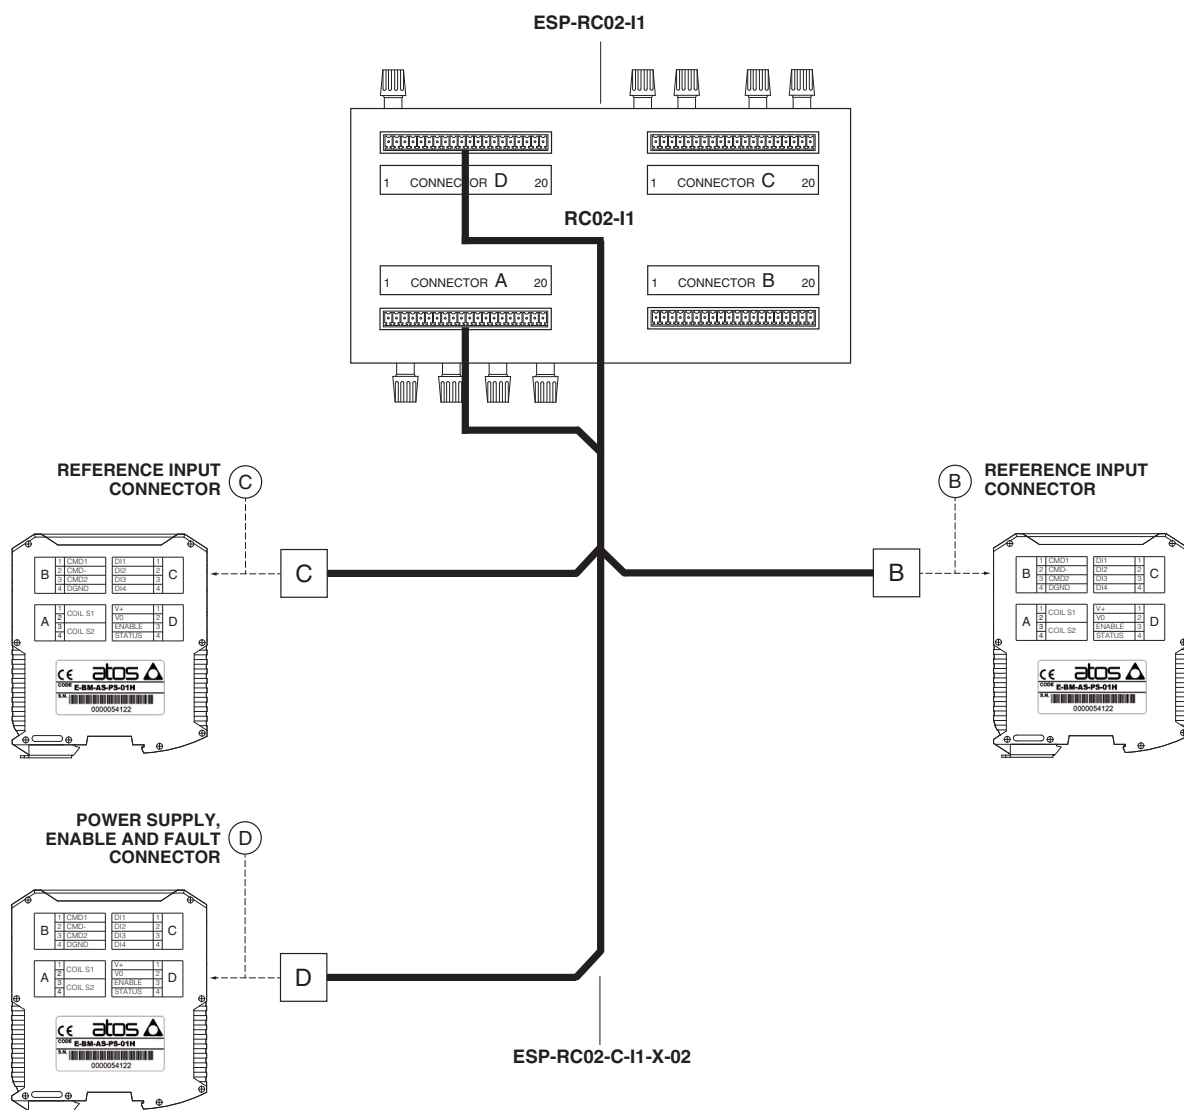 ESP-RC02-I1
1 CONNECTOR D 20
1 CONNECTOR C 20
RC02-I1
1 CONNECTOR A 20
1 CONNECTOR B 20
REFERENCE INPUT
CONNECTOR
C
B
REFERENCE INPUT
CONNECTOR
C
B
B
1 CMD1 DI1 1
2 CMD- DI2 2
3 CMD2 DI3 3
4 DGND DI4 4
C
A
1 COIL S1 V+ 1
2 V0 2
3 COIL S2 ENABLE 3
4 STATUS 4
D
CE atos
CODE E-BM-AS-PS-01H
S.N.
0000054122
B
1 CMD1 DI1 1
2 CMD- DI2 2
3 CMD2 DI3 3
4 DGND DI4 4
C
A
1 COIL S1 V+ 1
2 V0 2
3 COIL S2 ENABLE 3
4 STATUS 4
D
CE atos
CODE E-BM-AS-PS-01H
S.N.
0000054122
POWER SUPPLY,
ENABLE AND FAULT
CONNECTOR
D
D
B
1 CMD1 DI1 1
2 CMD- DI2 2
3 CMD2 DI3 3
4 DGND DI4 4
C
A
1 COIL S1 V+ 1
2 V0 2
3 COIL S2 ENABLE 3
4 STATUS 4
D
CE atos
CODE E-BM-AS-PS-01H
S.N.
0000054122
ESP-RC02-C-I1-X-02